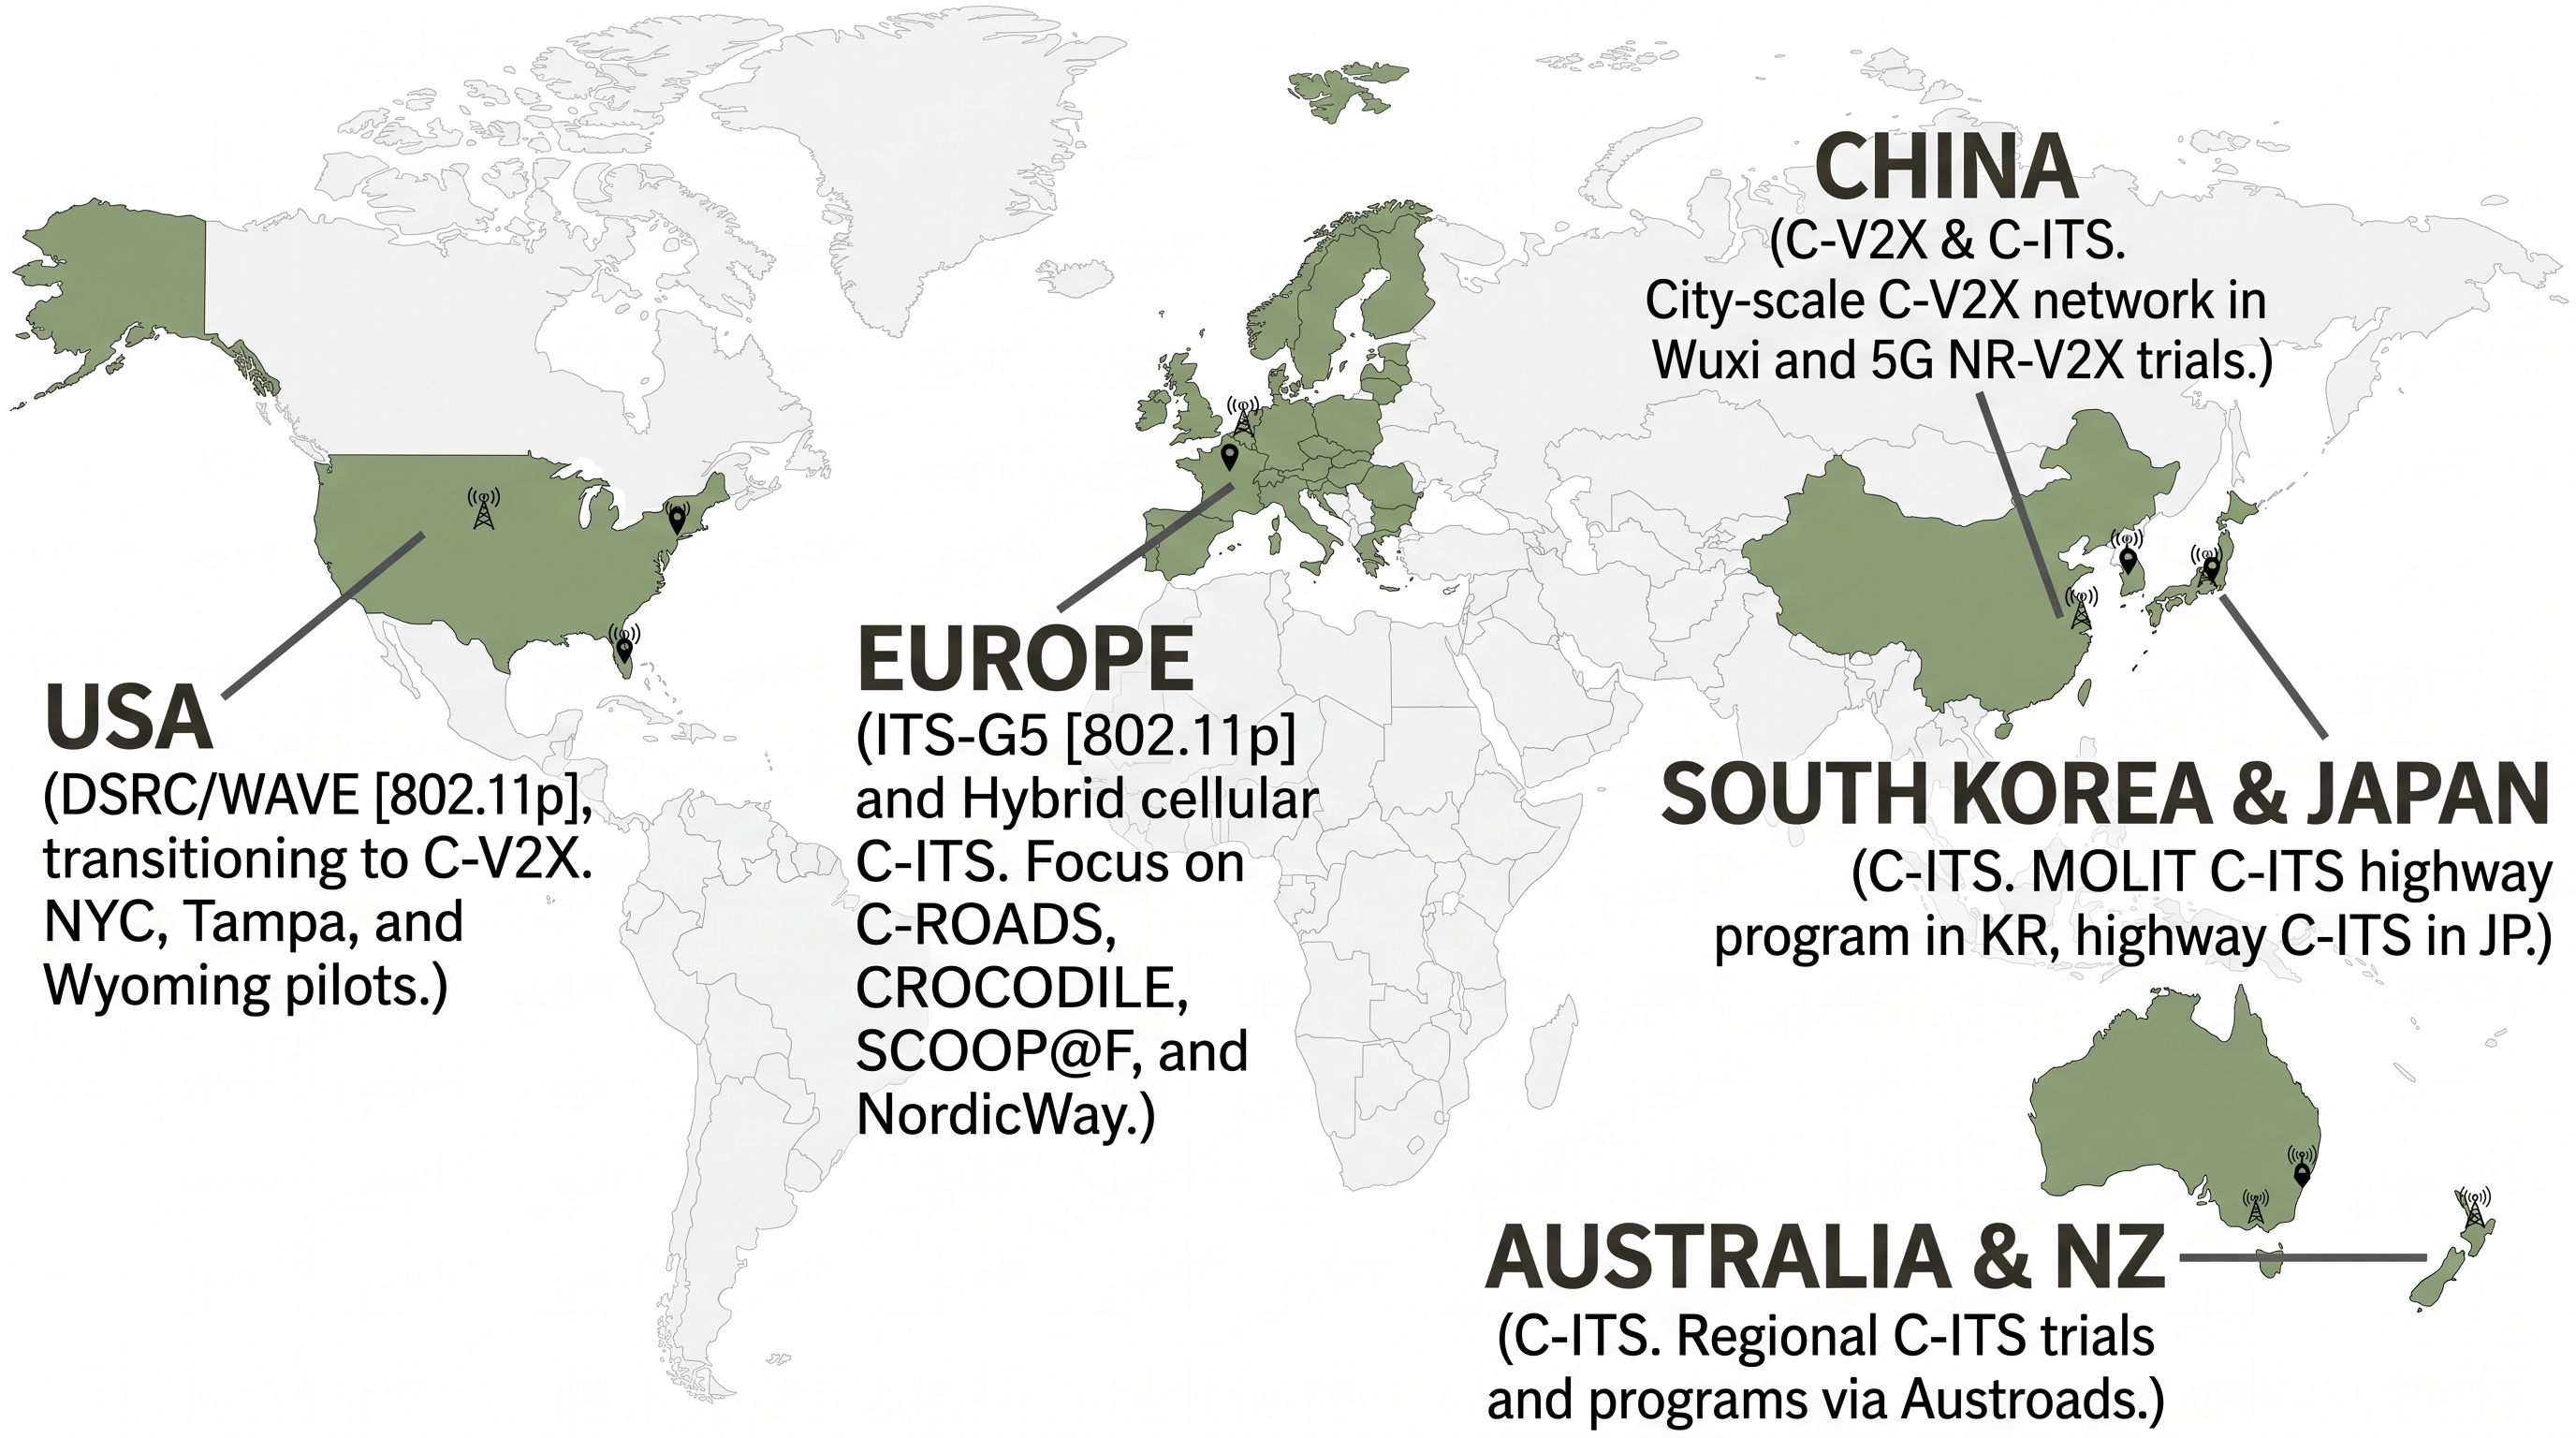 CHINA
(C-V2X & C-ITS.
City-scale C-V2X network in
Wuxi and 5G NR-V2X trials.)
USA
(DSRC/WAVE [802.11p],
transitioning to C-V2X.
NYC, Tampa, and
Wyoming pilots.)
EUROPE
(ITS-G5 [802.11p]
and Hybrid cellular
C-ITS. Focus on
C-ROADS,
CROCODILE,
SCOOP@F, and
NordicWay.)
SOUTH KOREA & JAPAN
(C-ITS. MOLIT C-ITS highway
program in KR, highway C-ITS in JP.)
AUSTRALIA & NZ
(C-ITS. Regional C-ITS trials
and programs via Austroads.)